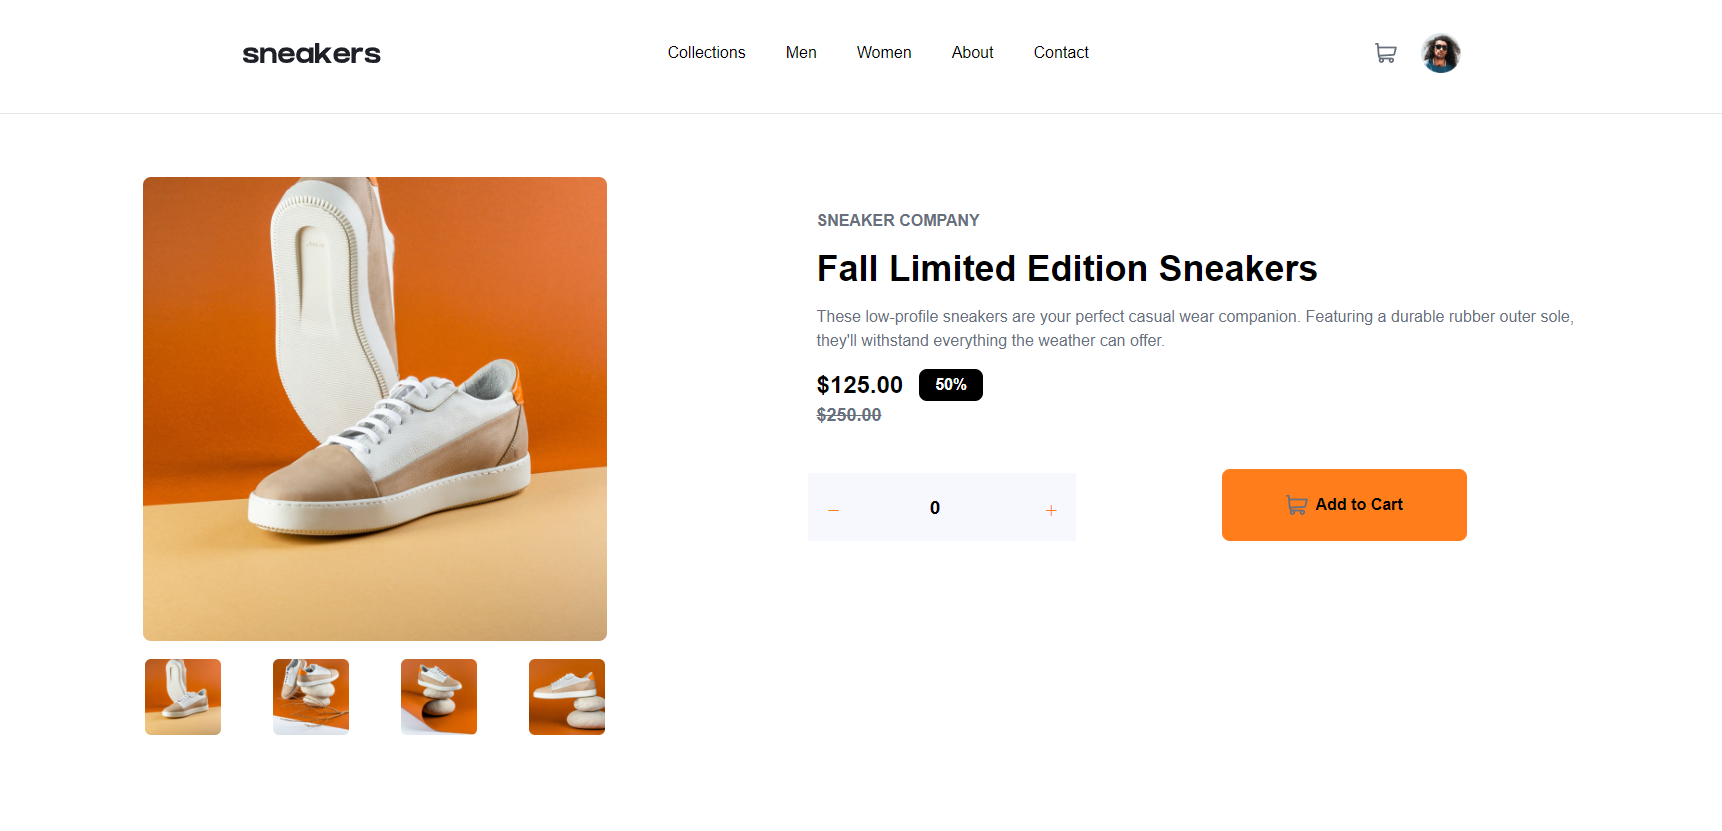 sneakers
Collections Men Women About Contact
SNEAKER COMPANY
Fall Limited Edition Sneakers
These low-profile sneakers are your perfect casual wear companion. Featuring a durable rubber outer sole,
they'll withstand everything the weather can offer.
$125.00 50%
$250.00
− 0 + Add to Cart